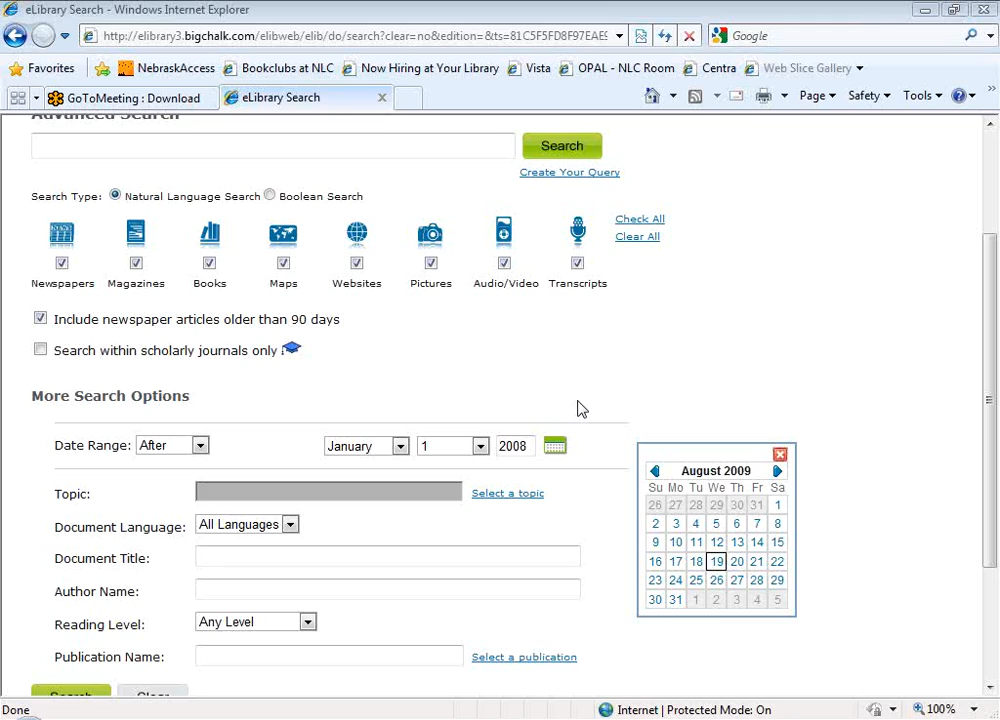 eLibrary Search - Windows Internet Explorer
http://elibrary3.bigchalk.com/elibweb/elib/do/search?clear=no&edition=&ts=81C5F5FD8F97EAE9
Google
Favorites NebraskAccess Bookclubs at NLC Now Hiring at Your Library Vista OPAL - NLC Room Centra Web Slice Gallery
GoToMeeting : Download eLibrary Search Page Safety Tools
Advanced Search
Search
Create Your Query
Search Type: Natural Language Search Boolean Search
Check All
Clear All
Newspapers Magazines Books Maps Websites Pictures Audio/Video Transcripts
Include newspaper articles older than 90 days
Search within scholarly journals only
More Search Options
Date Range: After January 1 2008
Topic: Select a topic
Document Language: All Languages
Document Title:
Author Name:
Reading Level: Any Level
Publication Name: Select a publication
Search Clear
August 2009
Su Mo Tu We Th Fr Sa
26 27 28 29 30 31 1
2 3 4 5 6 7 8
9 10 11 12 13 14 15
16 17 18 19 20 21 22
23 24 25 26 27 28 29
30 31 1 2 3 4 5
Done Internet | Protected Mode: On 100%